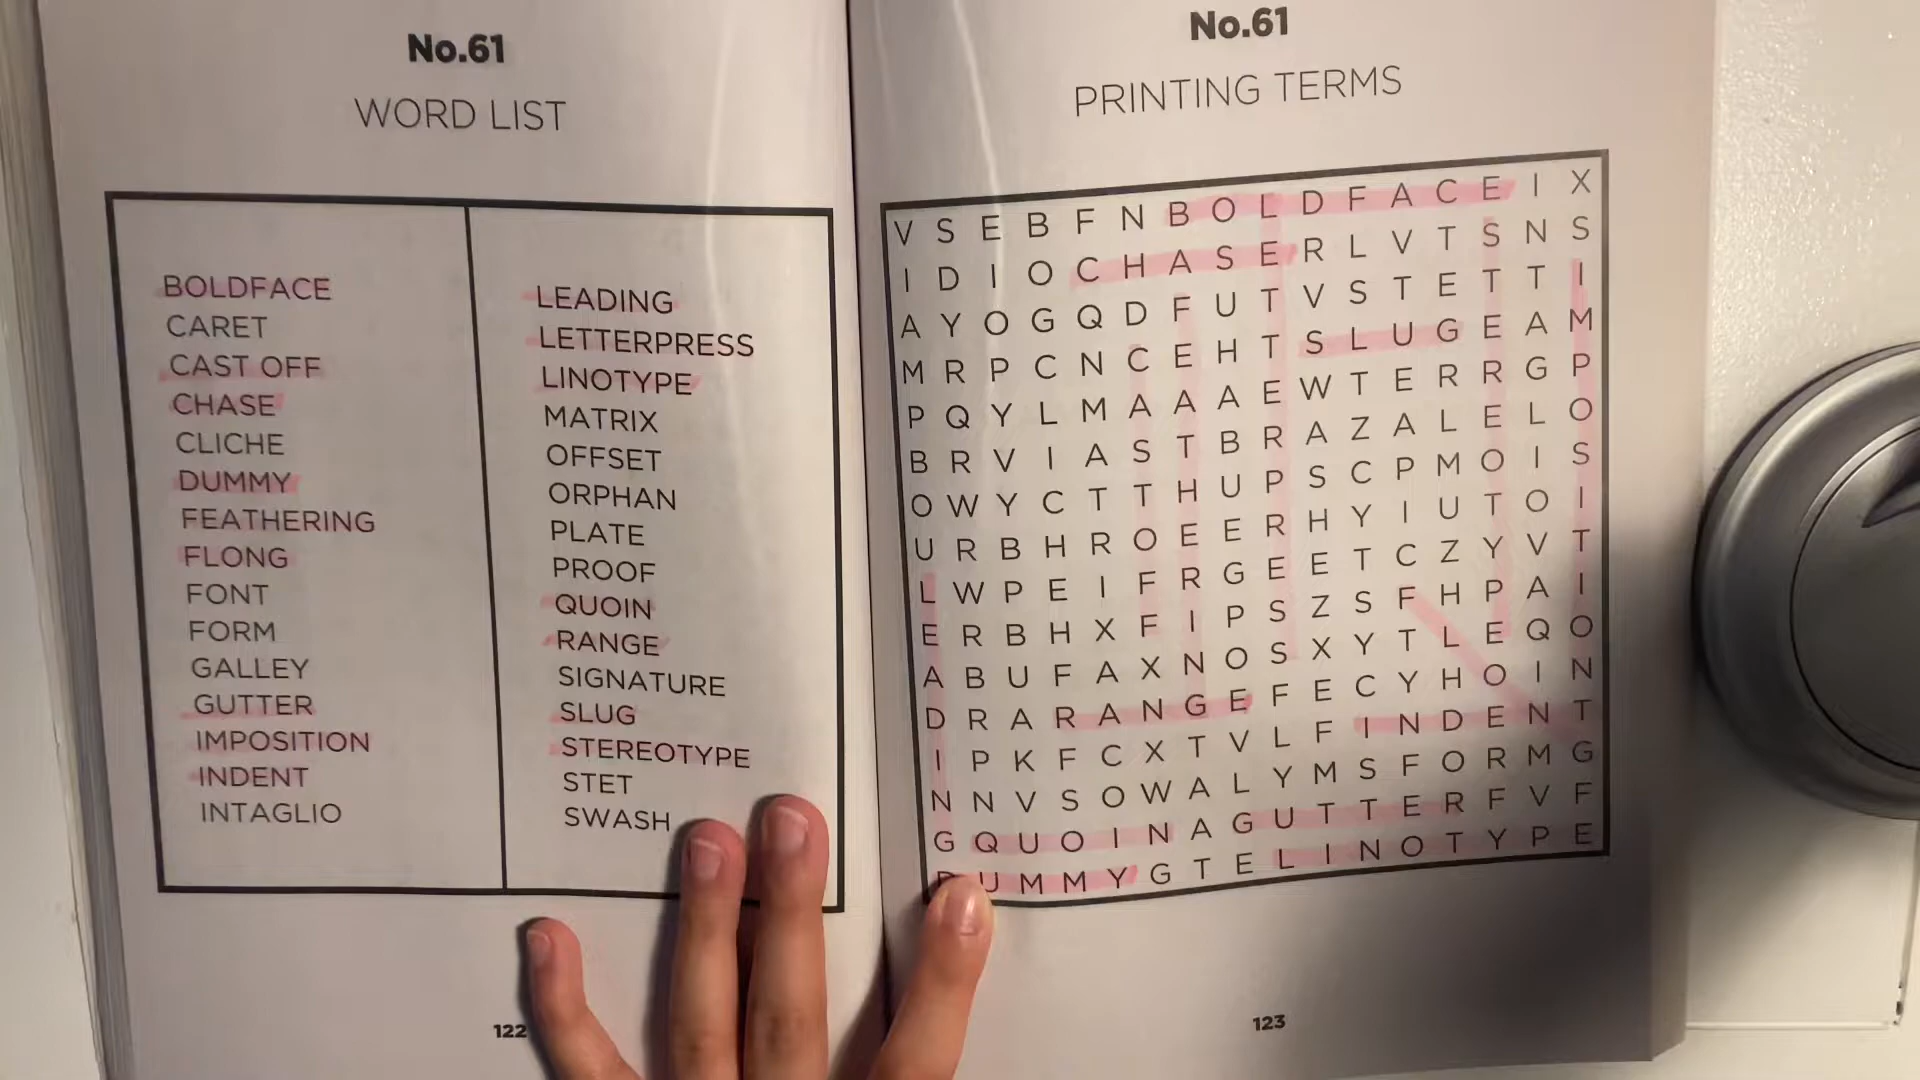 No.61
WORD LIST
BOLDFACE
CARET
CAST OFF
CHASE
CLICHE
DUMMY
FEATHERING
FLONG
FONT
FORM
GALLEY
GUTTER
IMPOSITION
INDENT
INTAGLIO
LEADING
LETTERPRESS
LINOTYPE
MATRIX
OFFSET
ORPHAN
PLATE
PROOF
QUOIN
RANGE
SIGNATURE
SLUG
STEREOTYPE
STET
SWASH
122
No.61
PRINTING TERMS
V S E B F N B O L D F A C E I X
I D I O C H A S E R L V T S N S
A Y O G Q D F U T V S T E T T I
M R P C N C E H T S L U G E A M
P Q Y L M A A A E W T E R R G P
B R V I A S T B R A Z A L E L O
O W Y C T T H U P S C P M O I S
U R B H R O E E R H Y I U T O I
L W P E I F R G E E T C Z Y V T
E R B H X F I P S Z S F H P A I
A B U F A X N O S X Y T L E Q O
D R A R A N G E F E C Y H O I N
I P K F C X T V L F I N D E N T
N N V S O W A L Y M S F O R M G
G Q U O I N A G U T T E R F V F
D U M M Y G T E L I N O T Y P E
123